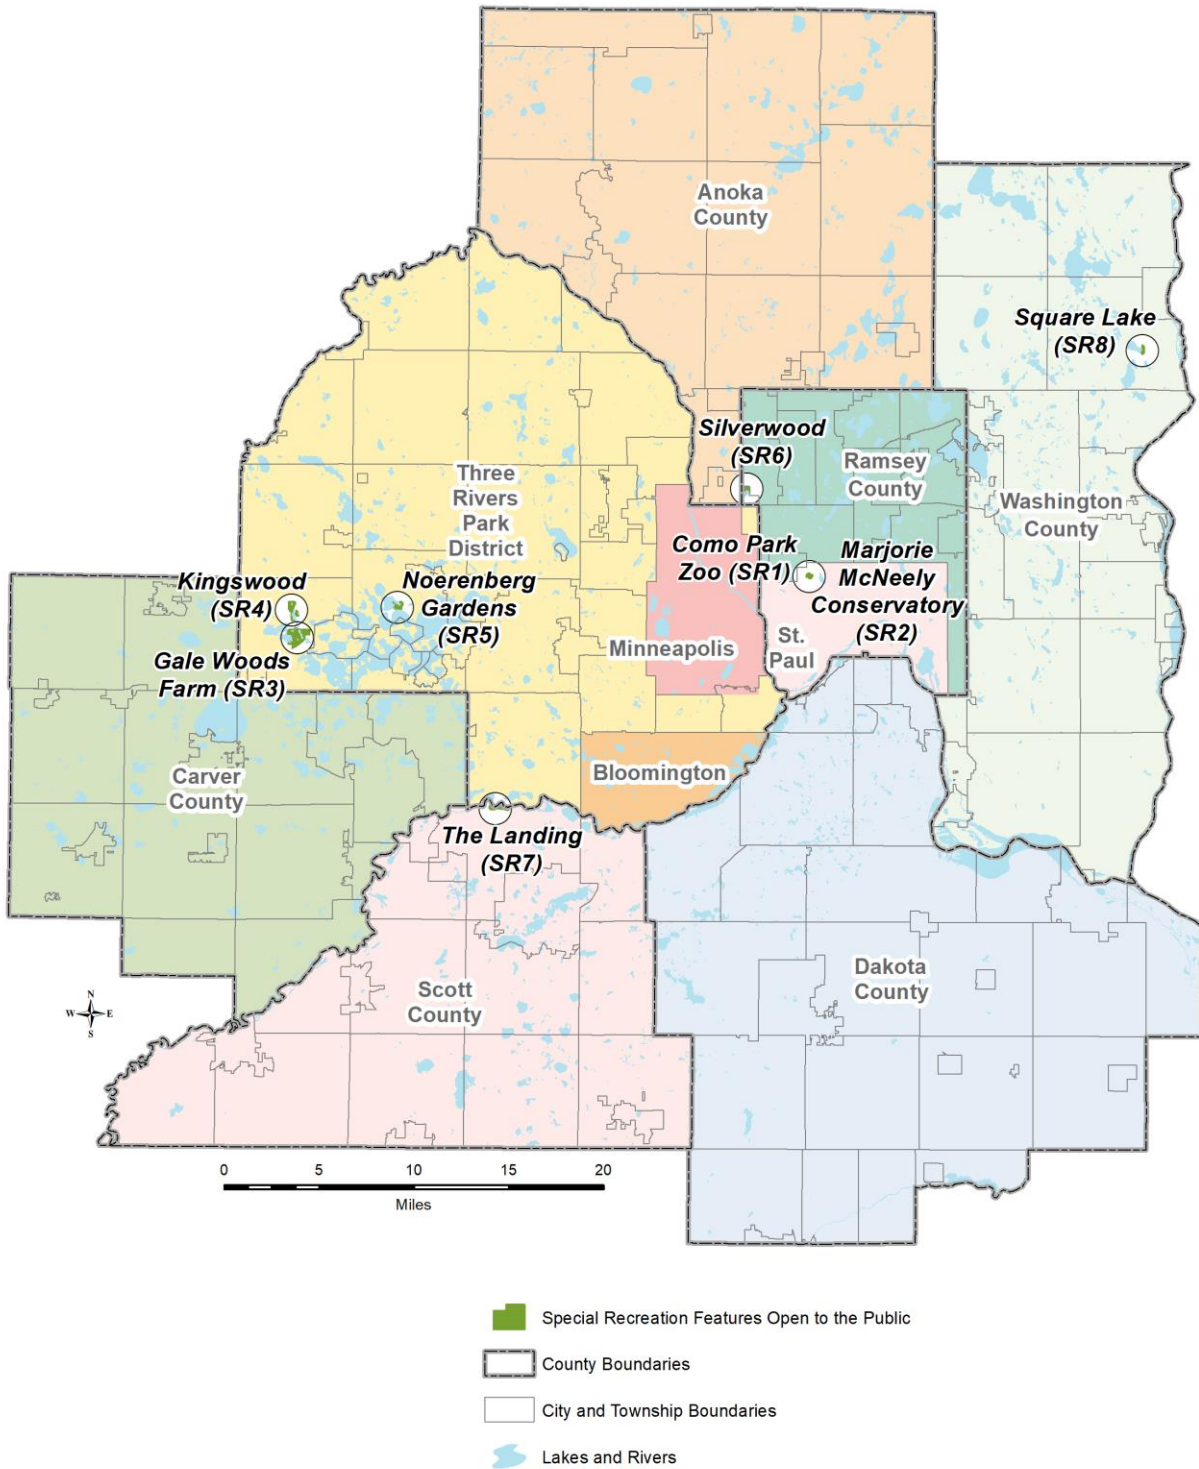 Anoka
County
Square Lake
(SR8)
Silverwood
(SR6)
Ramsey
County
Three
Rivers
Park
District
Washington
County
Como Park
Zoo (SR1)
Marjorie
McNeely
Conservatory
(SR2)
Kingswood
(SR4)
Noerenberg
Gardens
(SR5)
Gale Woods
Farm (SR3)
Minneapolis
St.
Paul
Carver
County
Bloomington
The Landing
(SR7)
Scott
County
Dakota
County
N
W E
S
0 5 10 15 20
Miles
Special Recreation Features Open to the Public
County Boundaries
City and Township Boundaries
Lakes and Rivers